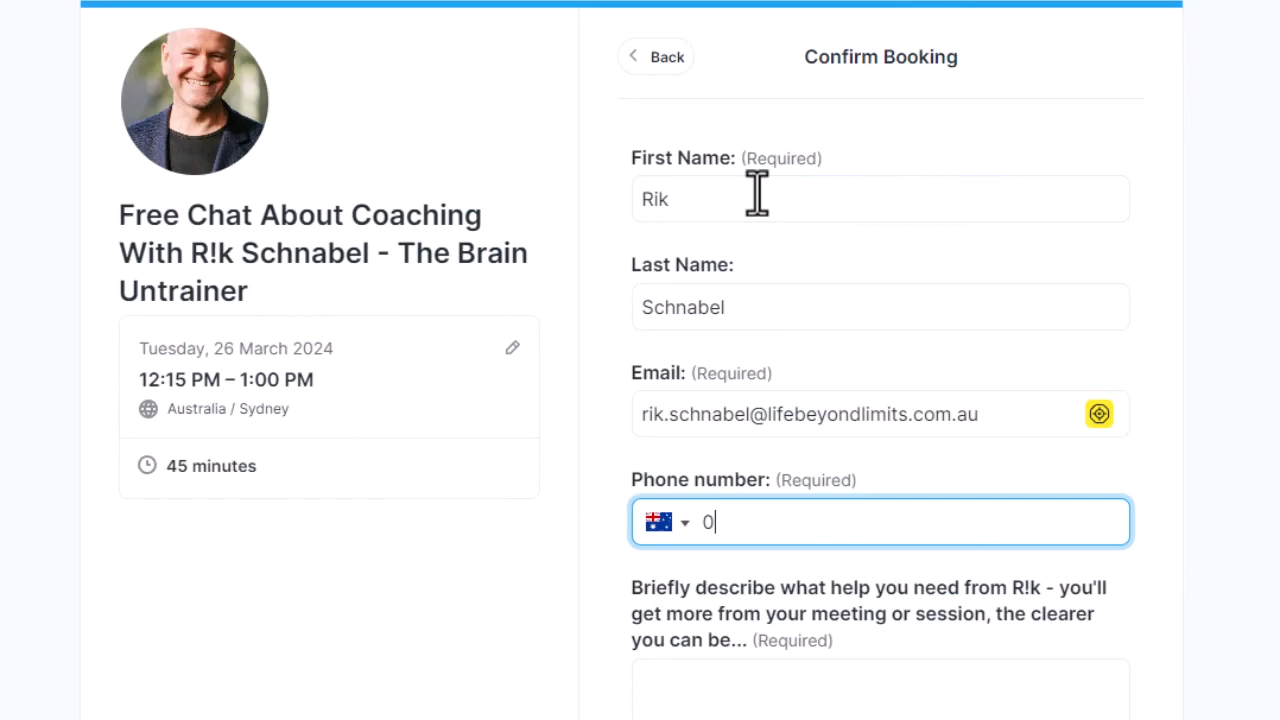 Free Chat About Coaching
With R!k Schnabel - The Brain
Untrainer
Tuesday, 26 March 2024
12:15 PM – 1:00 PM
Australia / Sydney
45 minutes
Back
Confirm Booking
First Name: (Required)
Rik
Last Name:
Schnabel
Email: (Required)
rik.schnabel@lifebeyondlimits.com.au
Phone number: (Required)
0
Briefly describe what help you need from R!k - you'll
get more from your meeting or session, the clearer
you can be... (Required)